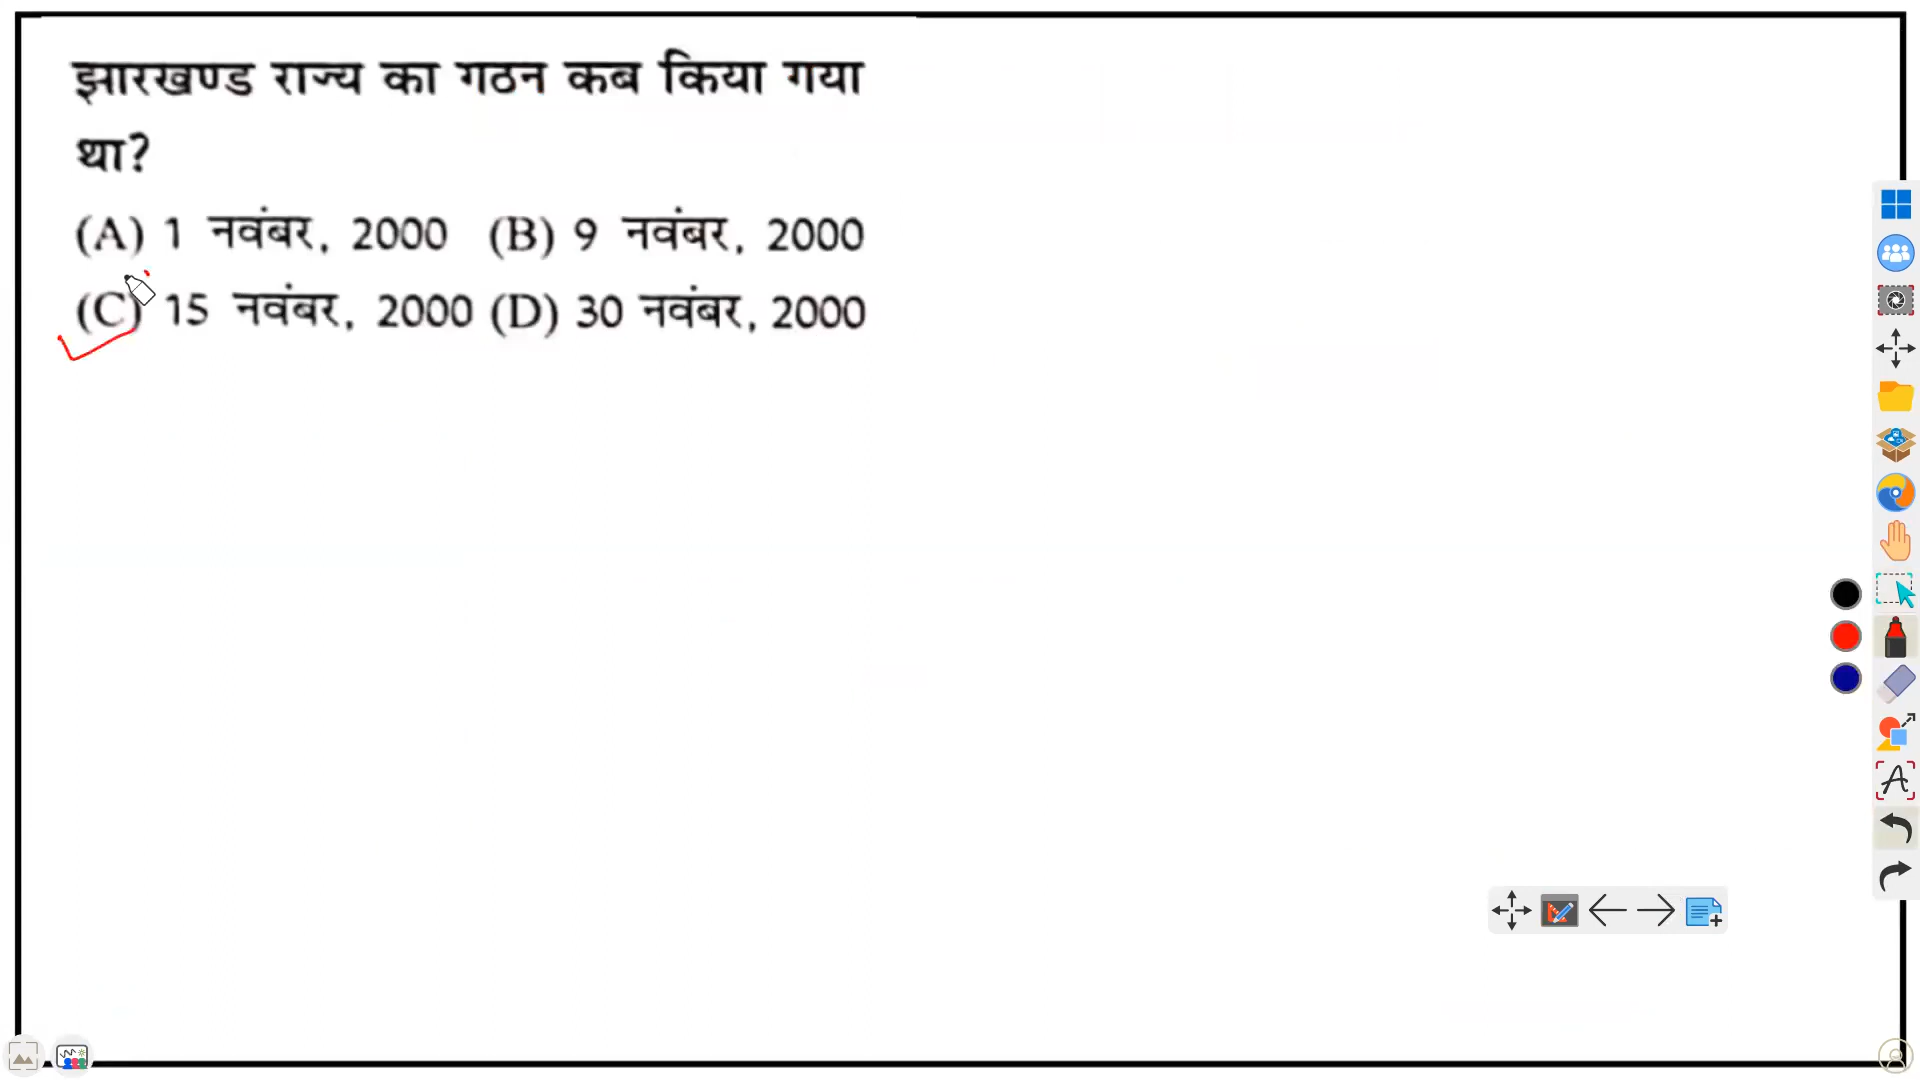 झारखण्ड राज्य का गठन कब किया गया
था?
(A) 1 नवंबर, 2000 (B) 9 नवंबर, 2000
(C) 15 नवंबर, 2000 (D) 30 नवंबर, 2000